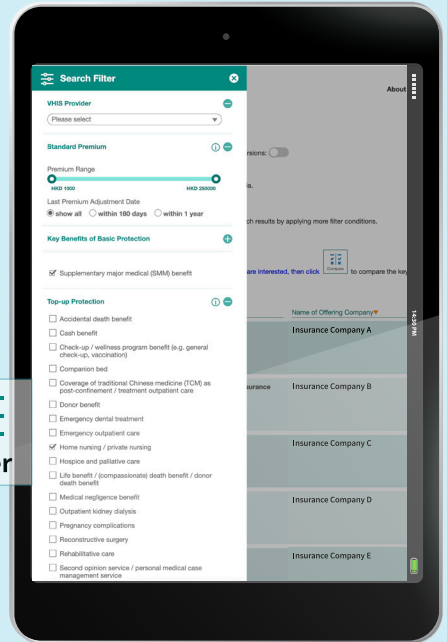 Search Filter
VHIS Provider
Please select
Standard Premium
Premium Range
HKD 1000
HKD 250000
Last Premium Adjustment Date
show all
within 180 days
within 1 year
Key Benefits of Basic Protection
Supplementary major medical (SMM) benefit
Top-up Protection
Accidental death benefit
Cash benefit
Check-up / wellness program benefit (e.g. general
check-up, vaccination)
Companion bed
Coverage of traditional Chinese medicine (TCM) as
post-confinement / treatment outpatient care
Donor benefit
Emergency dental treatment
Emergency outpatient care
Home nursing / private nursing
Hospice and palliative care
Life benefit / (compassionate) death benefit / donor
death benefit
Medical negligence benefit
Outpatient kidney dialysis
Pregnancy complications
Reconstructive surgery
Rehabilitative care
Second opinion service / personal medical case
management service
About
rsions:
s.
ch results by applying more filter conditions.
are interested, then click
Compare
to compare the key
Name of Offering Company
Insurance Company A
surance
Insurance Company B
Insurance Company C
Insurance Company D
Insurance Company E
14:30 PM